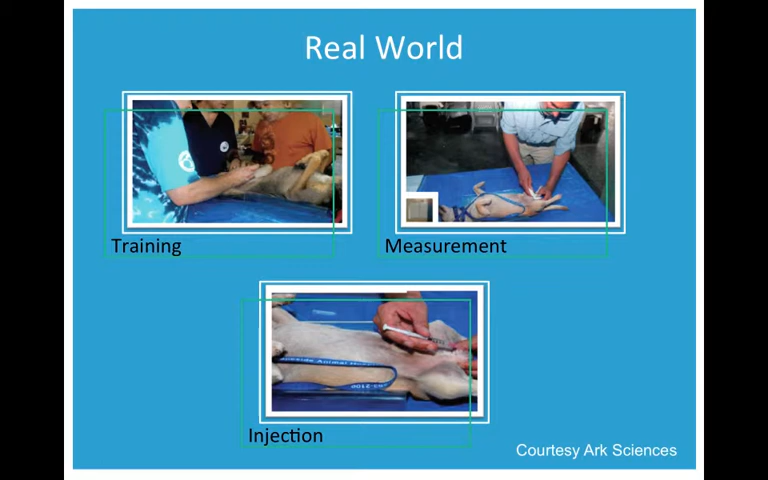 Real World
Training
Measurement
Injection
Courtesy Ark Sciences